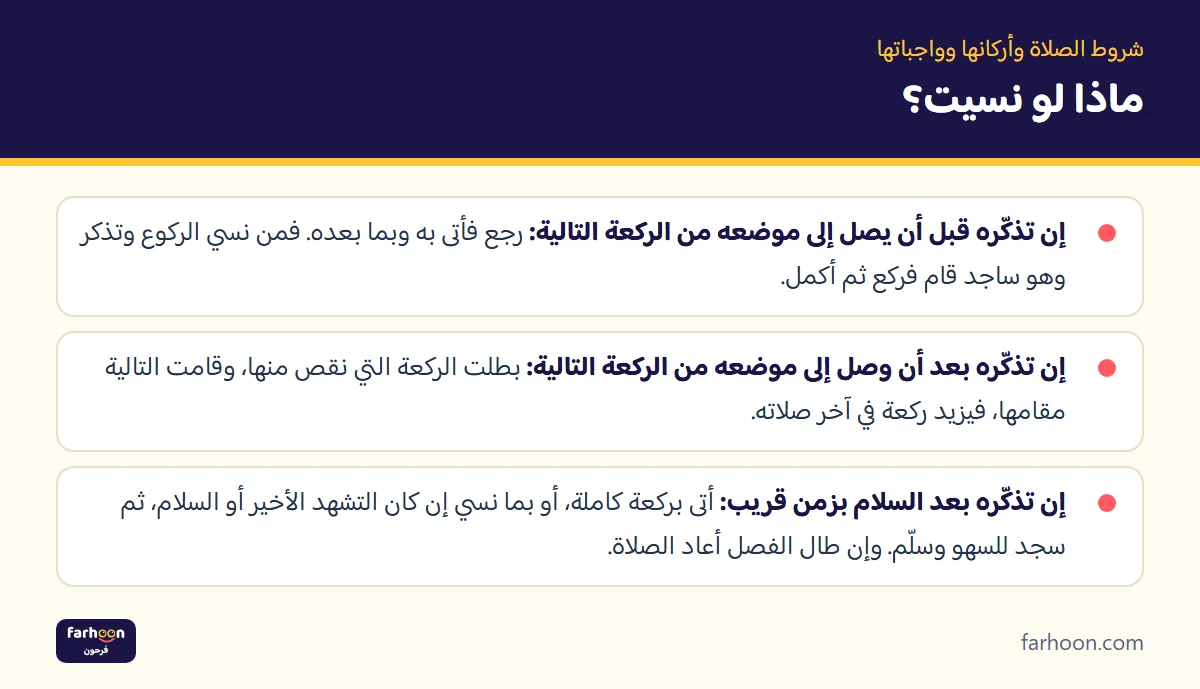 شروط الصلاة وأركانها وواجباتها
ماذا لو نسيت؟
إن تذكّره قبل أن يصل إلى موضعه من الركعة التالية: رجع فأتى به وبما بعده. فمن نسي الركوع وتذكر
وهو ساجد قام فركع ثم أكمل.
إن تذكّره بعد أن وصل إلى موضعه من الركعة التالية: بطلت الركعة التي نقص منها، وقامت التالية
مقامها، فيزيد ركعة في آخر صلاته.
إن تذكّره بعد السلام بزمن قريب: أتى بركعة كاملة، أو بما نسي إن كان التشهد الأخير أو السلام، ثم
سجد للسهو وسلّم. وإن طال الفصل أعاد الصلاة.
farhoon.com
farhoon
فرحون